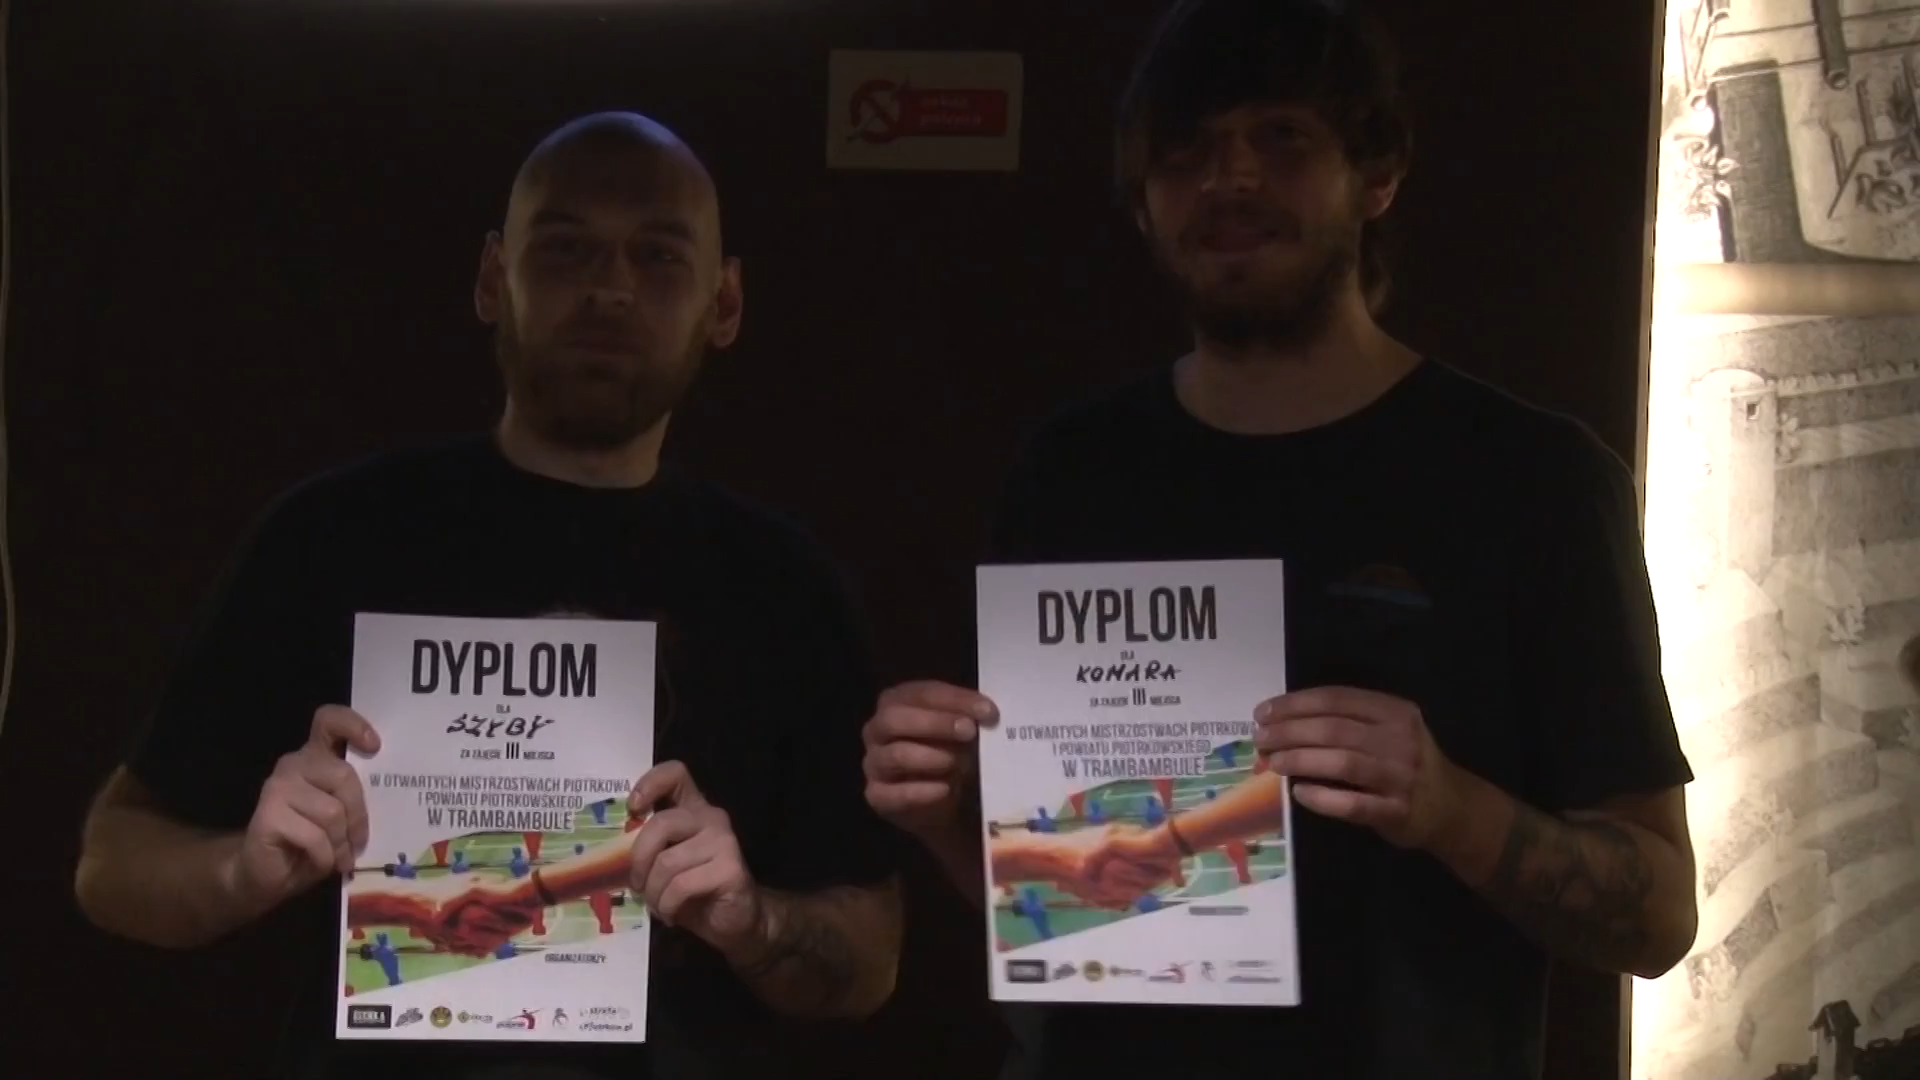 DYPLOM
DLA
SZYBY
ZA ZAJĘCIE III MIEJSCA
W OTWARTYCH MISTRZOSTWACH PIOTRKOWA
I POWIATU PIOTRKOWSKIEGO
W TRAMBAMBULE
ORGANIZATORZY:
DYPLOM
DLA
KONARA
ZA ZAJĘCIE III MIEJSCA
W OTWARTYCH MISTRZOSTWACH PIOTRKOWA
I POWIATU PIOTRKOWSKIEGO
W TRAMBAMBULE